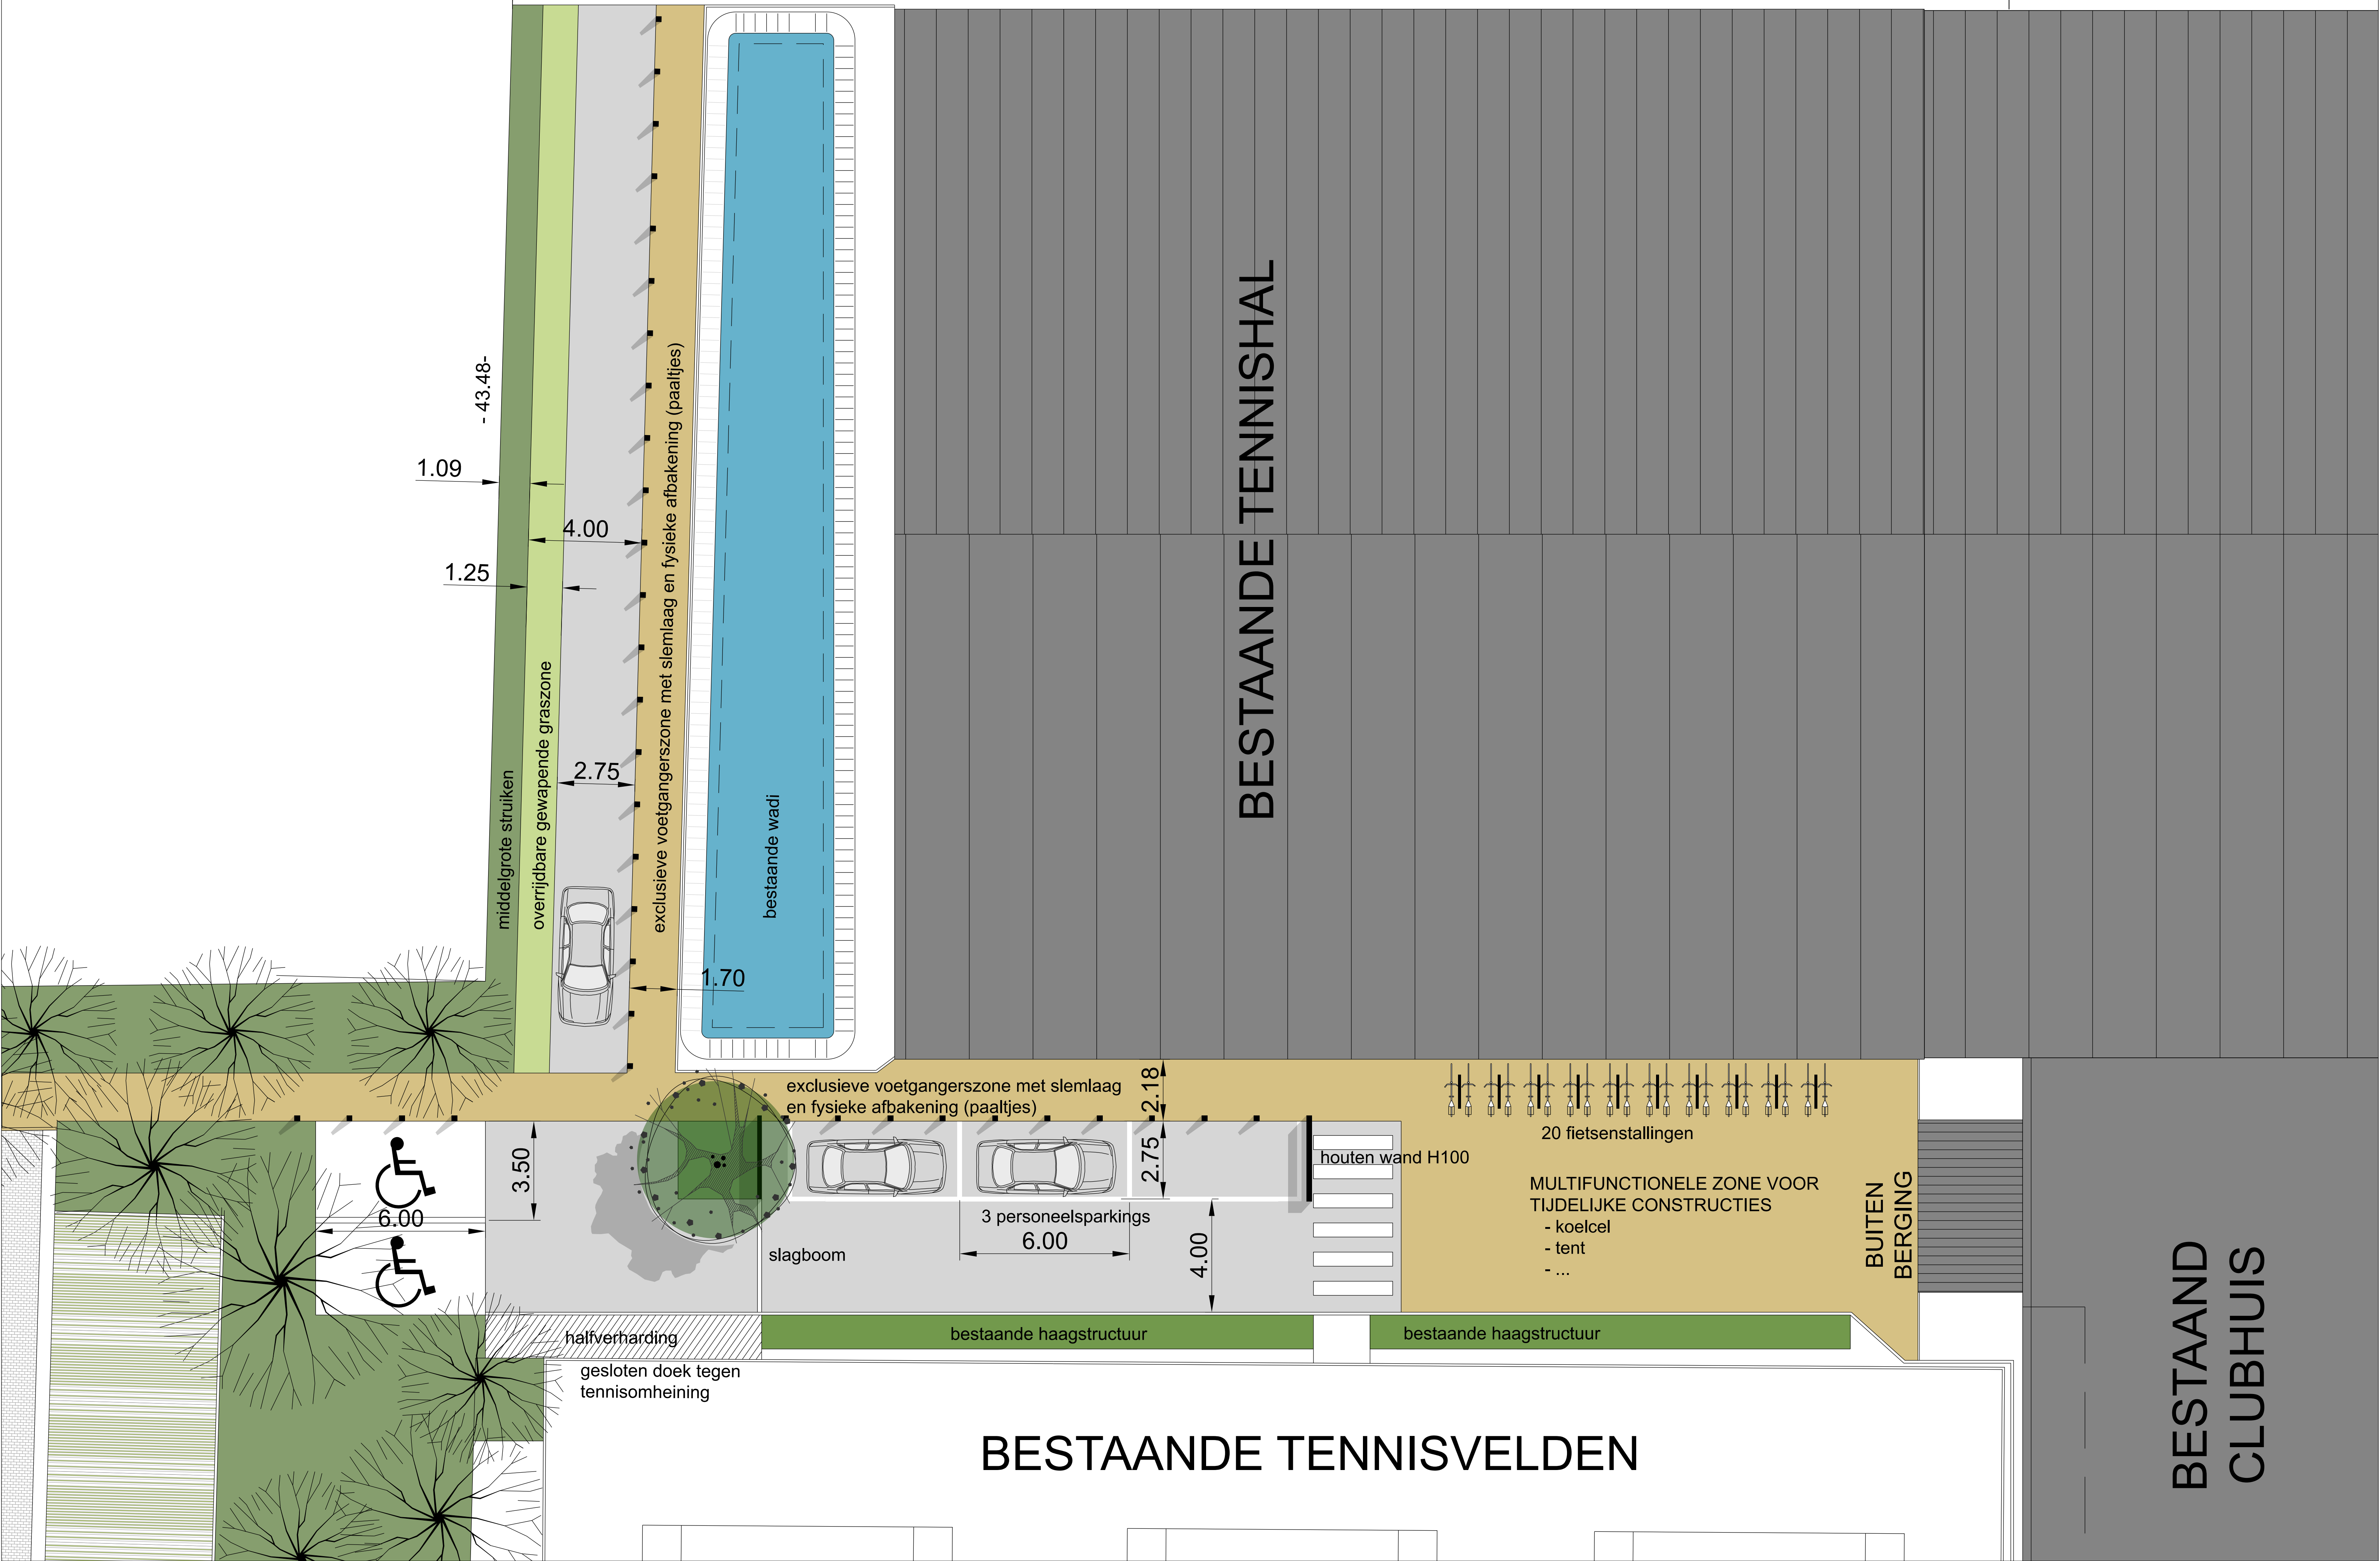 - 43.48-
1.09
4.00
1.25
2.75
middelgrote struiken
overrijdbare gewapende graszone
exclusieve voetgangerszone met slemlaag en fysieke afbakening (paaltjes)
bestaande wadi
1.70
BESTAANDE TENNISHAL
exclusieve voetgangerszone met slemlaag
en fysieke afbakening (paaltjes)
2.18
20 fietsenstallingen
3.50
2.75
houten wand H100
MULTIFUNCTIONELE ZONE VOOR
TIJDELIJKE CONSTRUCTIES
- koelcel
- tent
- ...
BUITEN
BERGING
6.00
3 personeelsparkings
6.00
slagboom
4.00
halfverharding
bestaande haagstructuur
bestaande haagstructuur
gesloten doek tegen
tennisomheining
BESTAANDE TENNISVELDEN
BESTAAND
CLUBHUIS